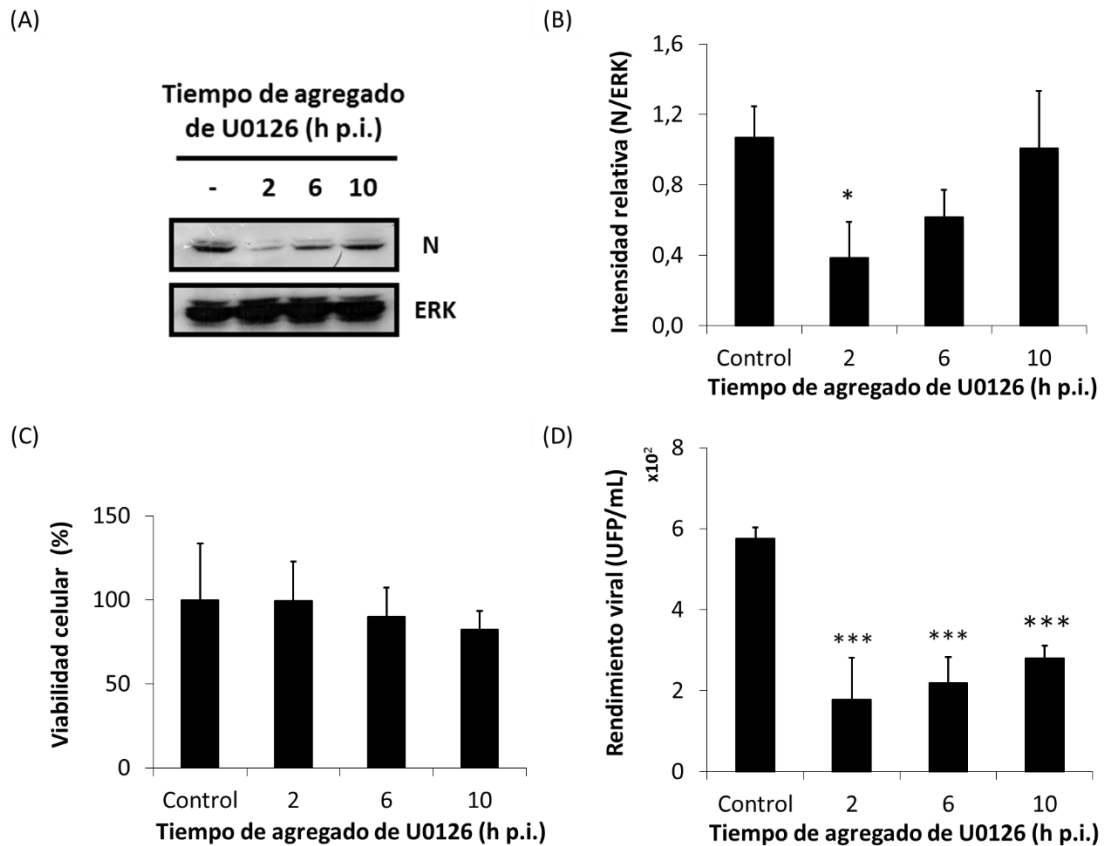 (A)
Tiempo de agregado
de U0126 (h p.i.)
- 2 6 10
N
ERK
(B)
Intensidad relativa (N/ERK)
1,6
1,2
0,8
0,4
0,0
*
Control 2 6 10
Tiempo de agregado de U0126 (h p.i.)
(C)
Viabilidad celular (%)
150
100
50
0
Control 2 6 10
Tiempo de agregado de U0126 (h p.i.)
(D)
Rendimiento viral (UFP/mL)
x10²
8
6
4
2
0
*** *** ***
Control 2 6 10
Tiempo de agregado de U0126 (h p.i.)